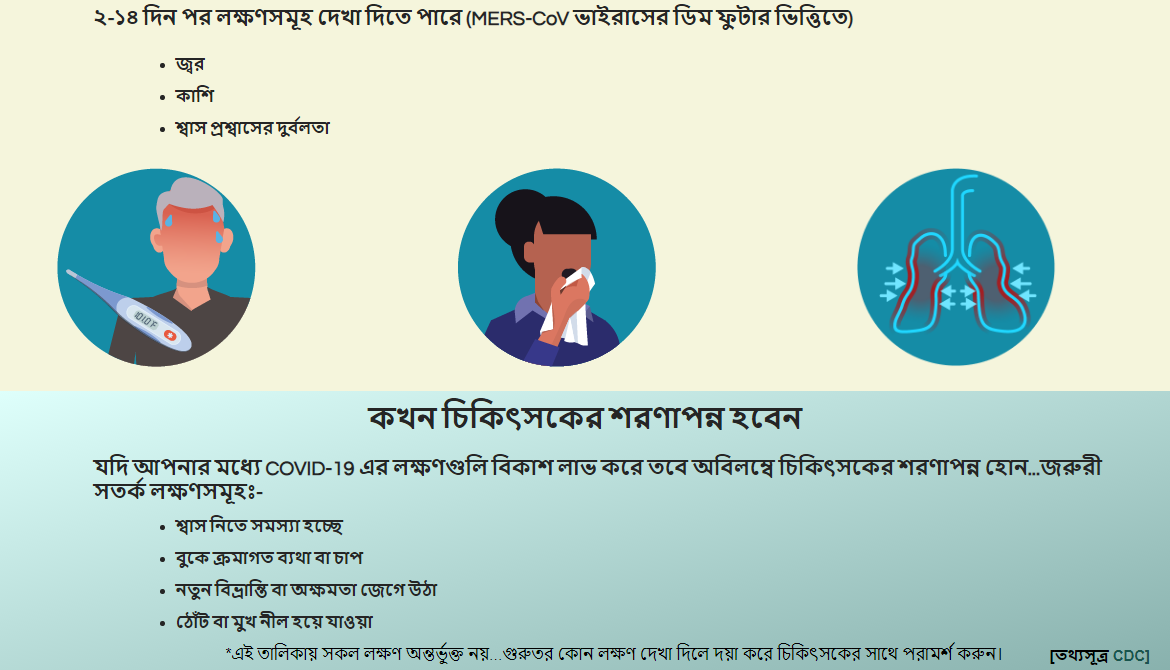 ২-১৪ দিন পর লক্ষণসমূহ দেখা দিতে পারে (MERS-CoV ভাইরাসের ডিম ফুটার ভিত্তিতে)
জ্বর
কাশি
শ্বাস প্রশ্বাসের দুর্বলতা
101.0°F
কখন চিকিৎসকের শরণাপন্ন হবেন
যদি আপনার মধ্যে COVID-19 এর লক্ষণগুলি বিকাশ লাভ করে তবে অবিলম্বে চিকিৎসকের শরণাপন্ন হোন...জরুরী
সতর্ক লক্ষণসমূহঃ-
শ্বাস নিতে সমস্যা হচ্ছে
বুকে ক্রমাগত ব্যথা বা চাপ
নতুন বিভ্রান্তি বা অক্ষমতা জেগে উঠা
ঠোঁট বা মুখ নীল হয়ে যাওয়া
*এই তালিকায় সকল লক্ষণ অন্তর্ভুক্ত নয়...গুরুতর কোন লক্ষণ দেখা দিলে দয়া করে চিকিৎসকের সাথে পরামর্শ করুন। [তথ্যসূত্র CDC]